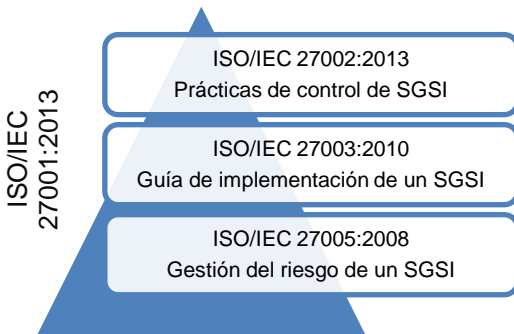 ISO/IEC
27001:2013
ISO/IEC 27002:2013
Prácticas de control de SGSI
ISO/IEC 27003:2010
Guía de implementación de un SGSI
ISO/IEC 27005:2008
Gestión del riesgo de un SGSI